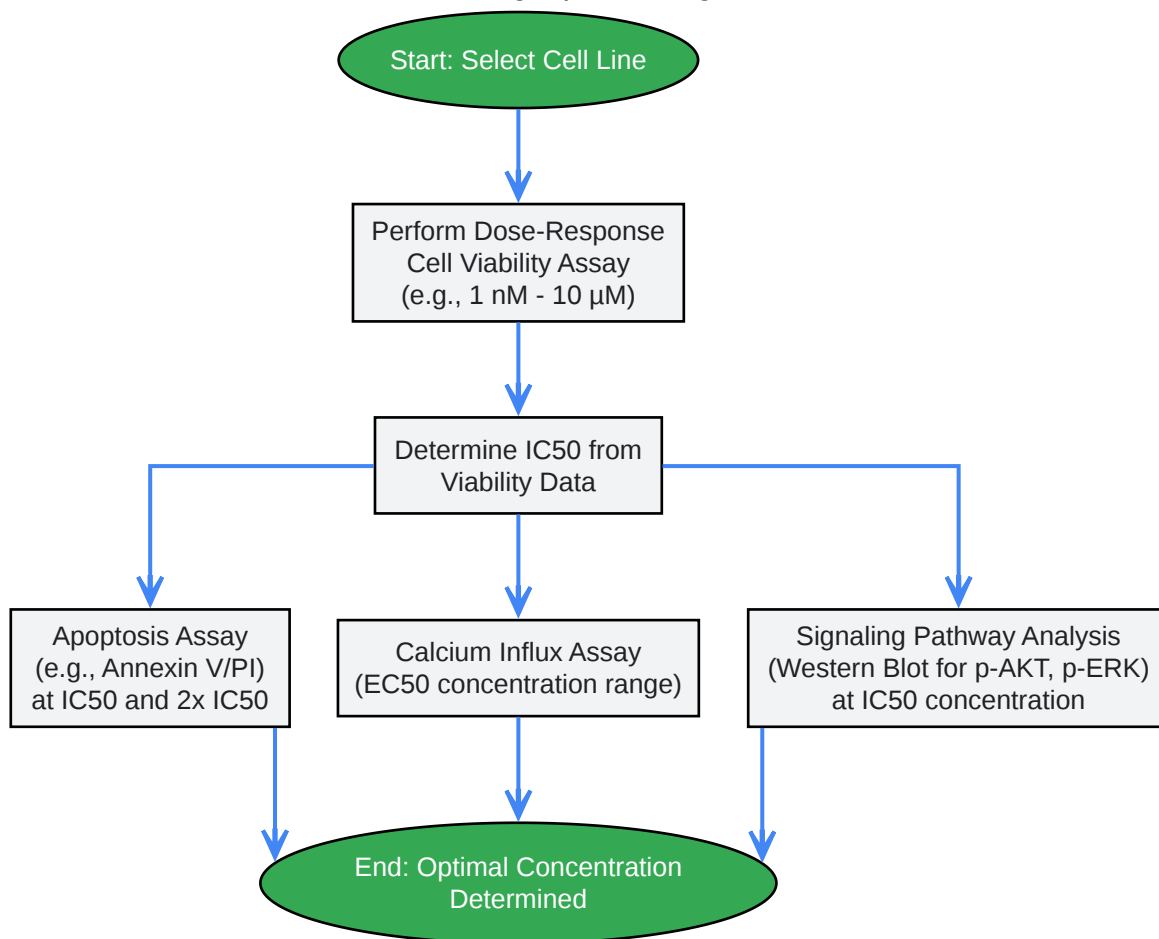 Start: Select Cell Line
Perform Dose-Response
Cell Viability Assay
(e.g., 1 nM - 10 µM)
Determine IC50 from
Viability Data
Apoptosis Assay
(e.g., Annexin V/PI)
at IC50 and 2x IC50
Calcium Influx Assay
(EC50 concentration range)
Signaling Pathway Analysis
(Western Blot for p-AKT, p-ERK)
at IC50 concentration
End: Optimal Concentration
Determined